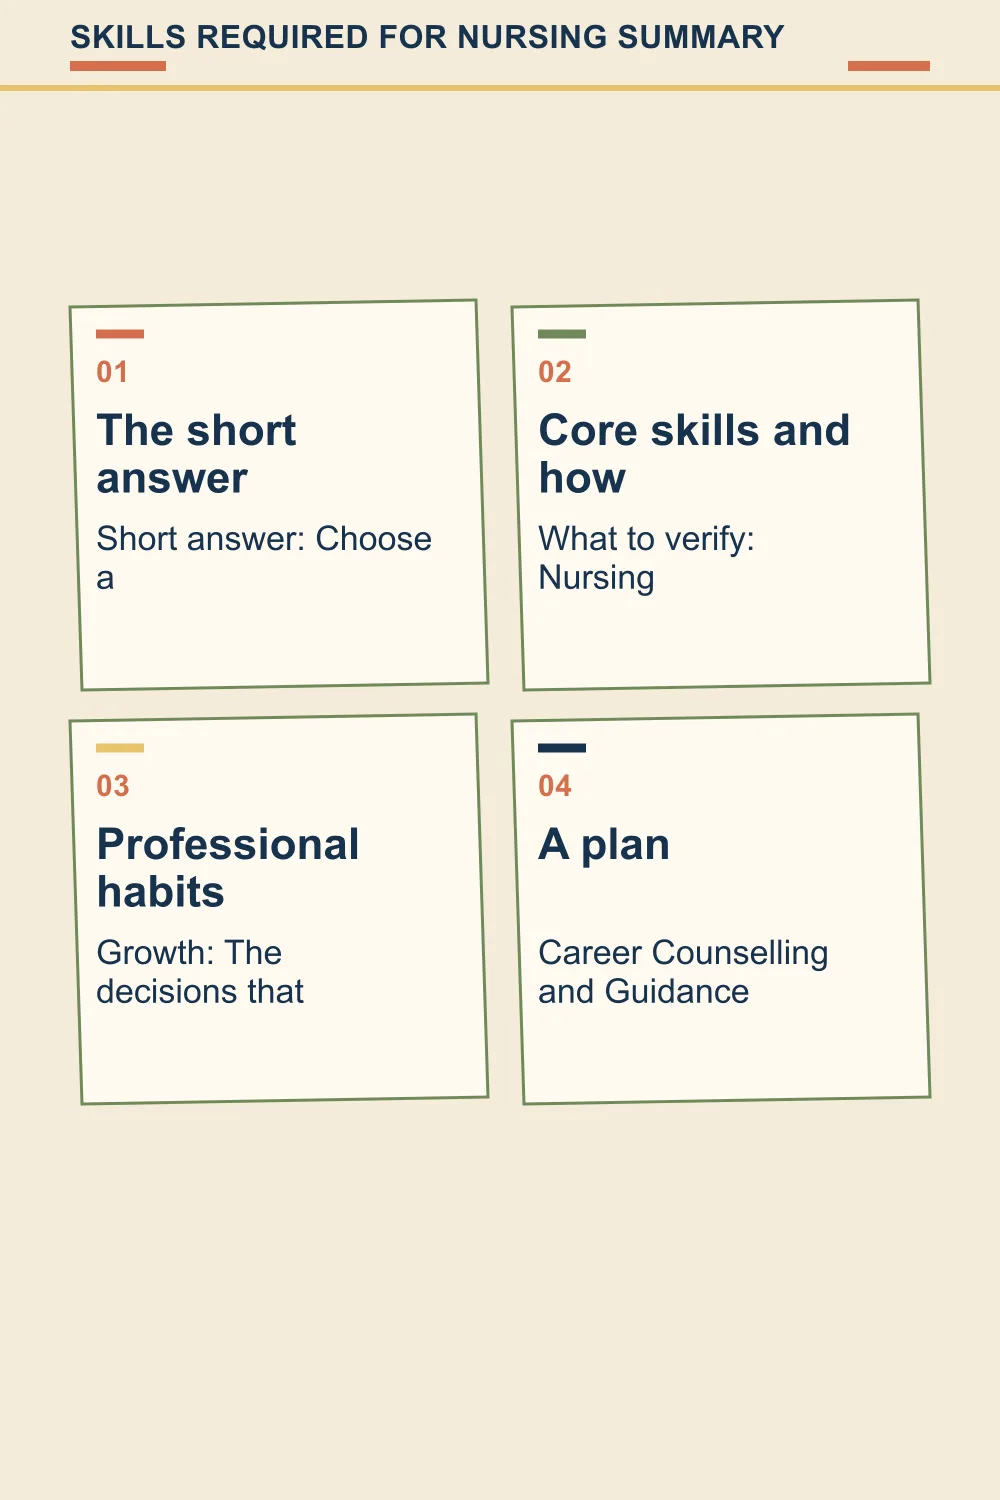 SKILLS REQUIRED FOR NURSING SUMMARY
01
The short
answer
Short answer: Choose
a
02
Core skills and
how
What to verify:
Nursing
03
Professional
habits
Growth: The
decisions that
04
A plan
Career Counselling
and Guidance